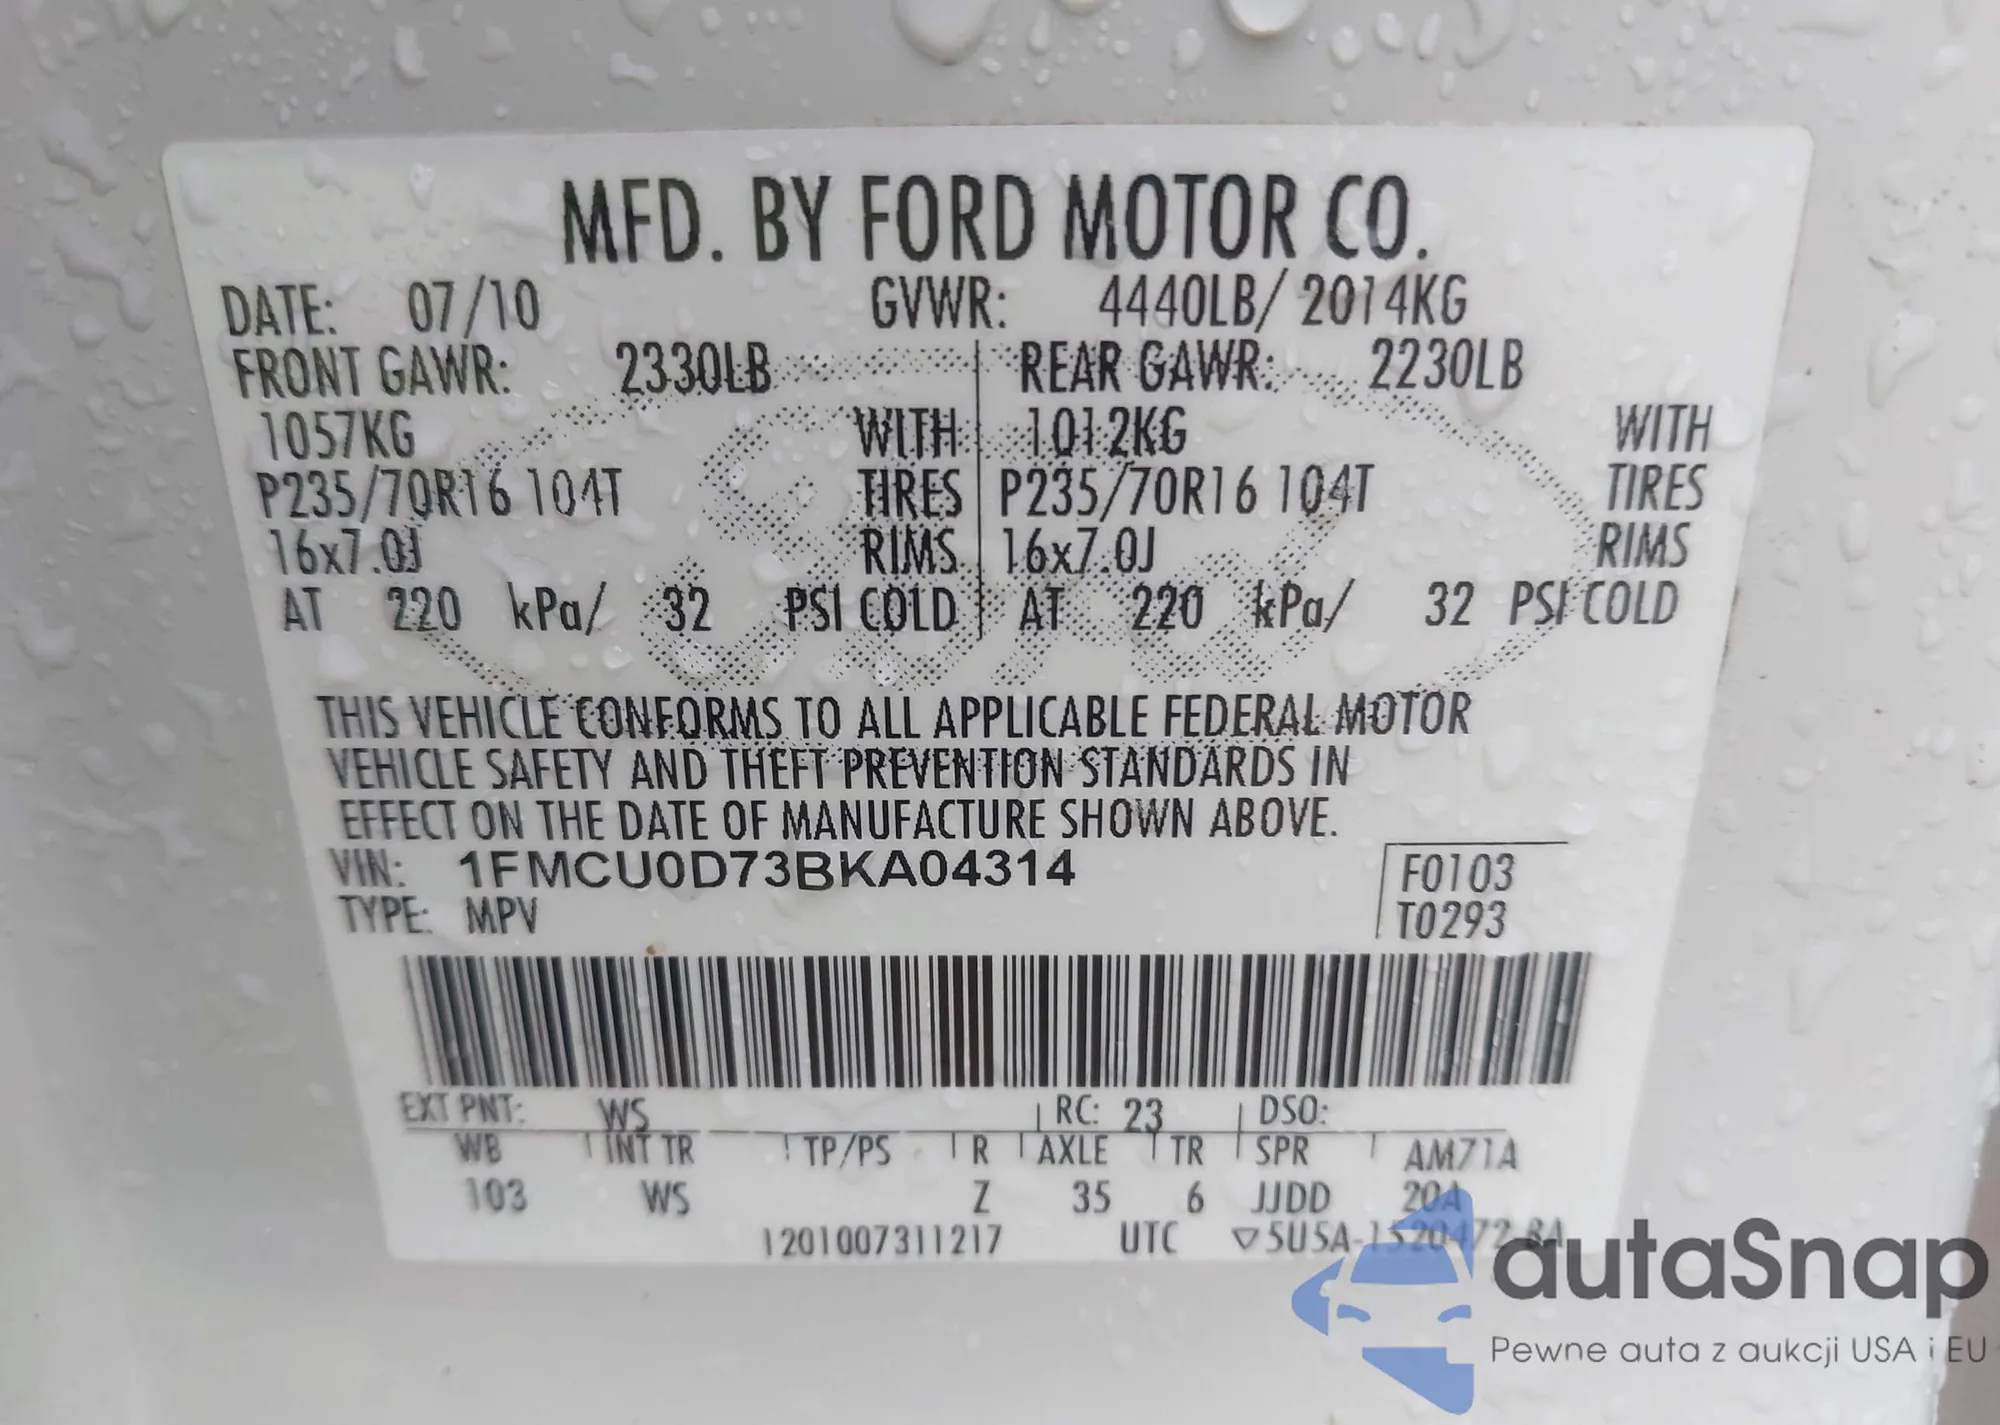 MFD. BY FORD MOTOR CO.
DATE: 07/10 GVWR: 4440LB/ 2014KG
FRONT GAWR: 2330LB REAR GAWR: 2230LB
1057KG WITH 1012KG WITH
P235/70R16 104T TIRES P235/70R16 104T TIRES
16x7.0J RIMS 16x7.0J RIMS
AT 220 kPa/ 32 PSI COLD AT 220 kPa/ 32 PSI COLD
THIS VEHICLE CONFORMS TO ALL APPLICABLE FEDERAL MOTOR
VEHICLE SAFETY AND THEFT PREVENTION STANDARDS IN
EFFECT ON THE DATE OF MANUFACTURE SHOWN ABOVE.
VIN: 1FMCU0D73BKA04314 F0103
TYPE: MPV T0293
EXT PNT: WS RC: 23 DSO:
WB INT TR TP/PS R AXLE TR SPR AM71A
103 WS Z 35 6 JJDD 20A
1201007311217 UTC ▽5U5A-1520472-BA
autaSnap
Pewne auta z aukcji USA i EU